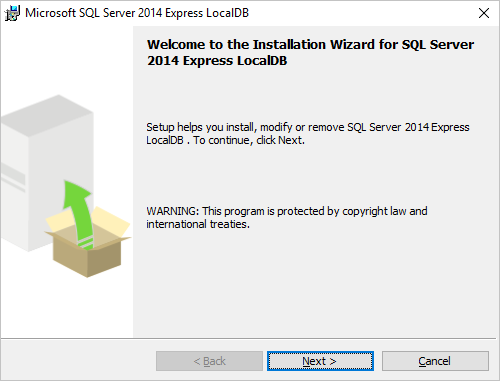 Microsoft SQL Server 2014 Express LocalDB
Welcome to the Installation Wizard for SQL Server
2014 Express LocalDB
Setup helps you install, modify or remove SQL Server 2014 Express
LocalDB . To continue, click Next.
WARNING: This program is protected by copyright law and
international treaties.
< Back Next > Cancel